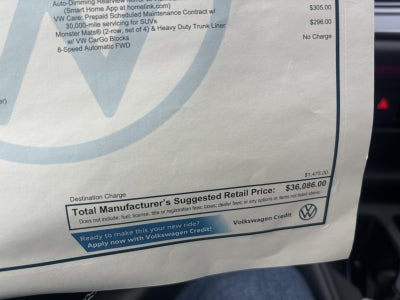 Auto-Dimming Rearview Mirror
(Smart Home App at homelink.com)
$305.00
VW Care: Prepaid Scheduled Maintenance Contract w/
30,000-mile servicing for SUVs
$296.00
Monster Mats® (2-row, set of 4) & Heavy Duty Trunk Liner:
w/ VW CarGo Blocks
No Charge
8-Speed Automatic FWD
Destination Charge
$1,475.00
Total Manufacturer's Suggested Retail Price: $36,086.00
Does not include; fuel, license, title or registration fees; taxes; dealer fees; or any options or items not listed above.
Ready to make this your new ride?
Apply now with Volkswagen Credit!
Volkswagen Credit